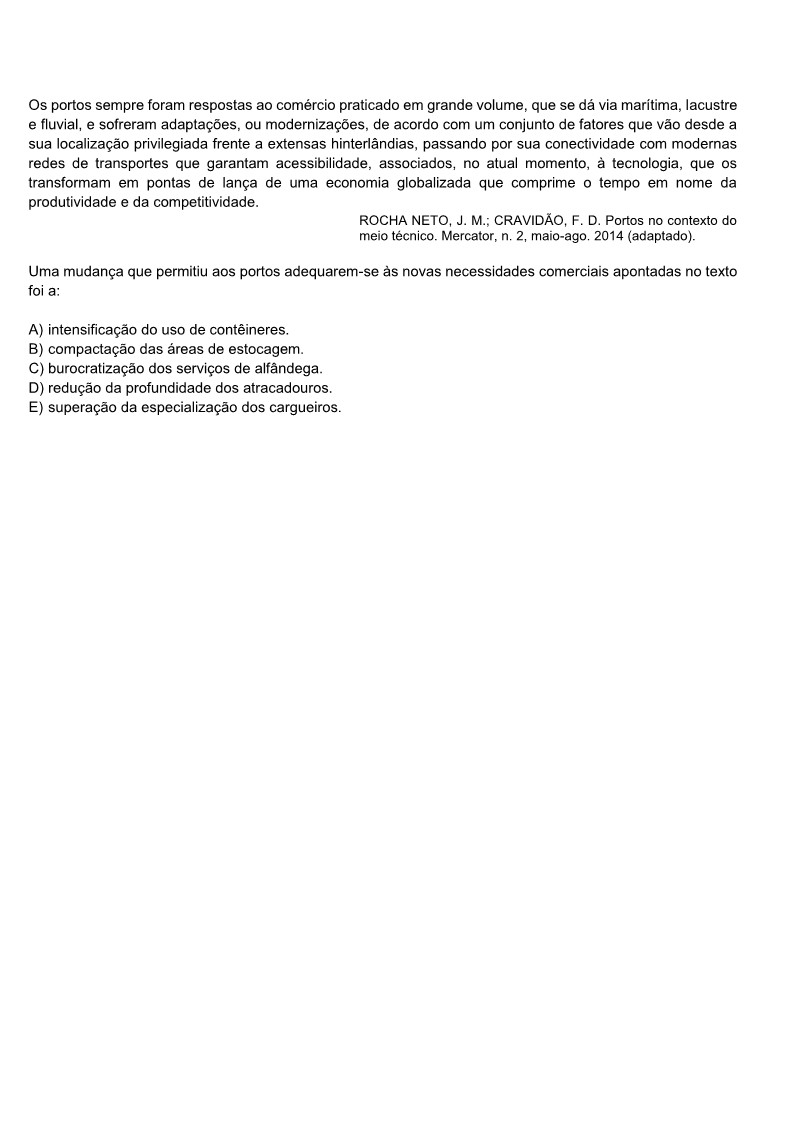 Os portos sempre foram respostas ao comércio praticado em grande volume, que se dá via marítima, lacustre
e fluvial, e sofreram adaptações, ou modernizações, de acordo com um conjunto de fatores que vão desde a
sua localização privilegiada frente a extensas hinterlândias, passando por sua conectividade com modernas
redes de transportes que garantam acessibilidade, associados, no atual momento, à tecnologia, que os
transformam em pontas de lança de uma economia globalizada que comprime o tempo em nome da
produtividade e da competitividade.
ROCHA NETO, J. M.; CRAVIDÃO, F. D. Portos no contexto do
meio técnico. Mercator, n. 2, maio-ago. 2014 (adaptado).
Uma mudança que permitiu aos portos adequarem-se às novas necessidades comerciais apontadas no texto
foi a:
A) intensificação do uso de contêineres.
B) compactação das áreas de estocagem.
C) burocratização dos serviços de alfândega.
D) redução da profundidade dos atracadouros.
E) superação da especialização dos cargueiros.